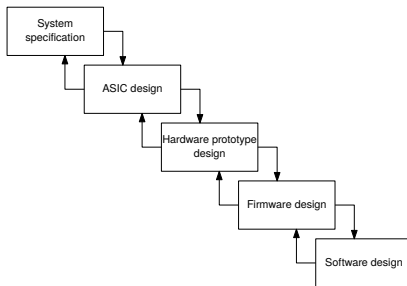 System
specification
ASIC design
Hardware prototype
design
Firmware design
Software design